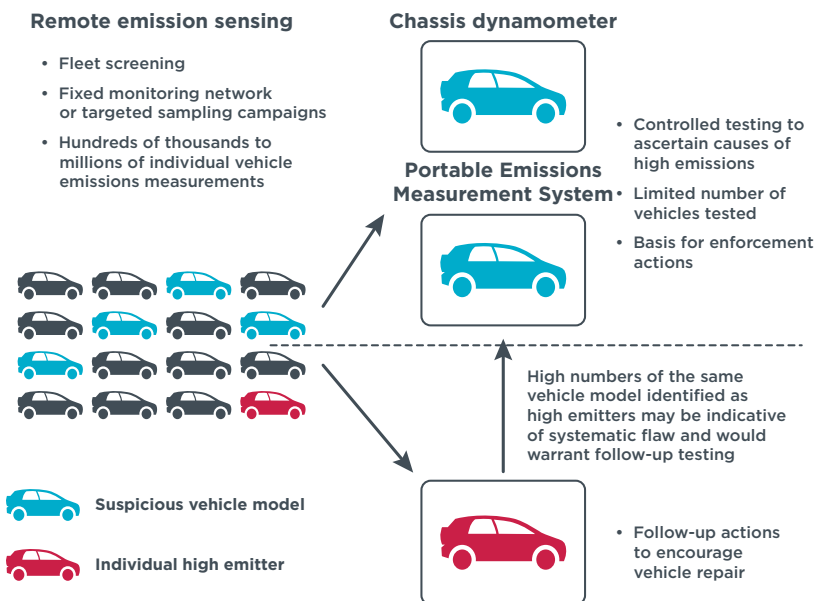 Remote emission sensing
• Fleet screening
• Fixed monitoring network
or targeted sampling campaigns
• Hundreds of thousands to
millions of individual vehicle
emissions measurements
Chassis dynamometer
Portable Emissions
Measurement System
• Controlled testing to
ascertain causes of
high emissions
• Limited number of
vehicles tested
• Basis for enforcement
actions
High numbers of the same
vehicle model identified as
high emitters may be indicative
of systematic flaw and would
warrant follow-up testing
Suspicious vehicle model
Individual high emitter
• Follow-up actions
to encourage
vehicle repair